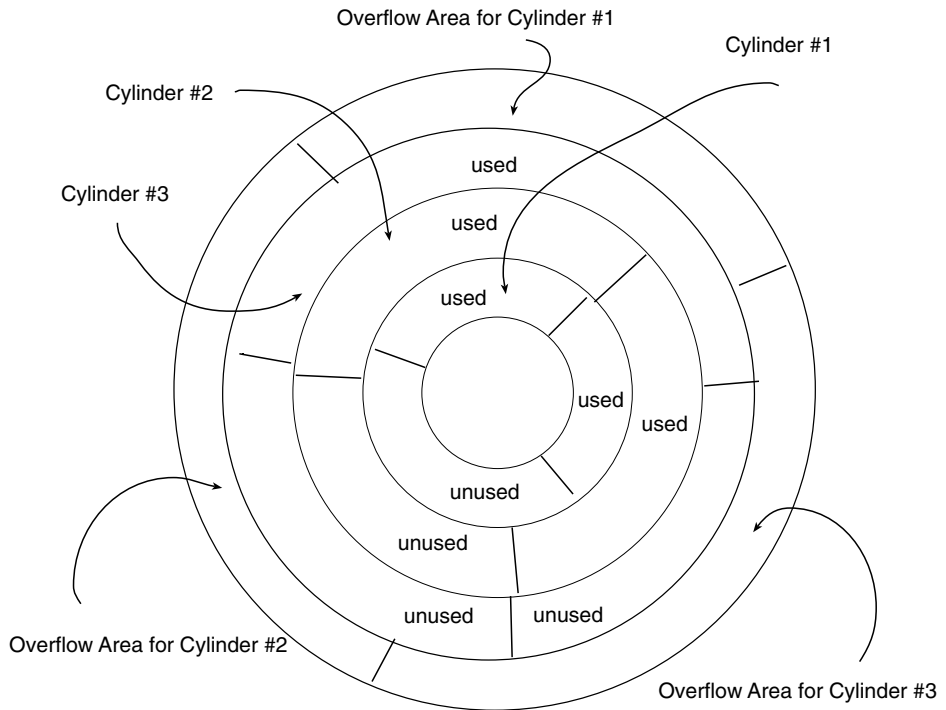 Overflow Area for Cylinder #1
Cylinder #1
Cylinder #2
used
Cylinder #3
used
used
used
used
unused
unused
unused
unused
Overflow Area for Cylinder #2
Overflow Area for Cylinder #3